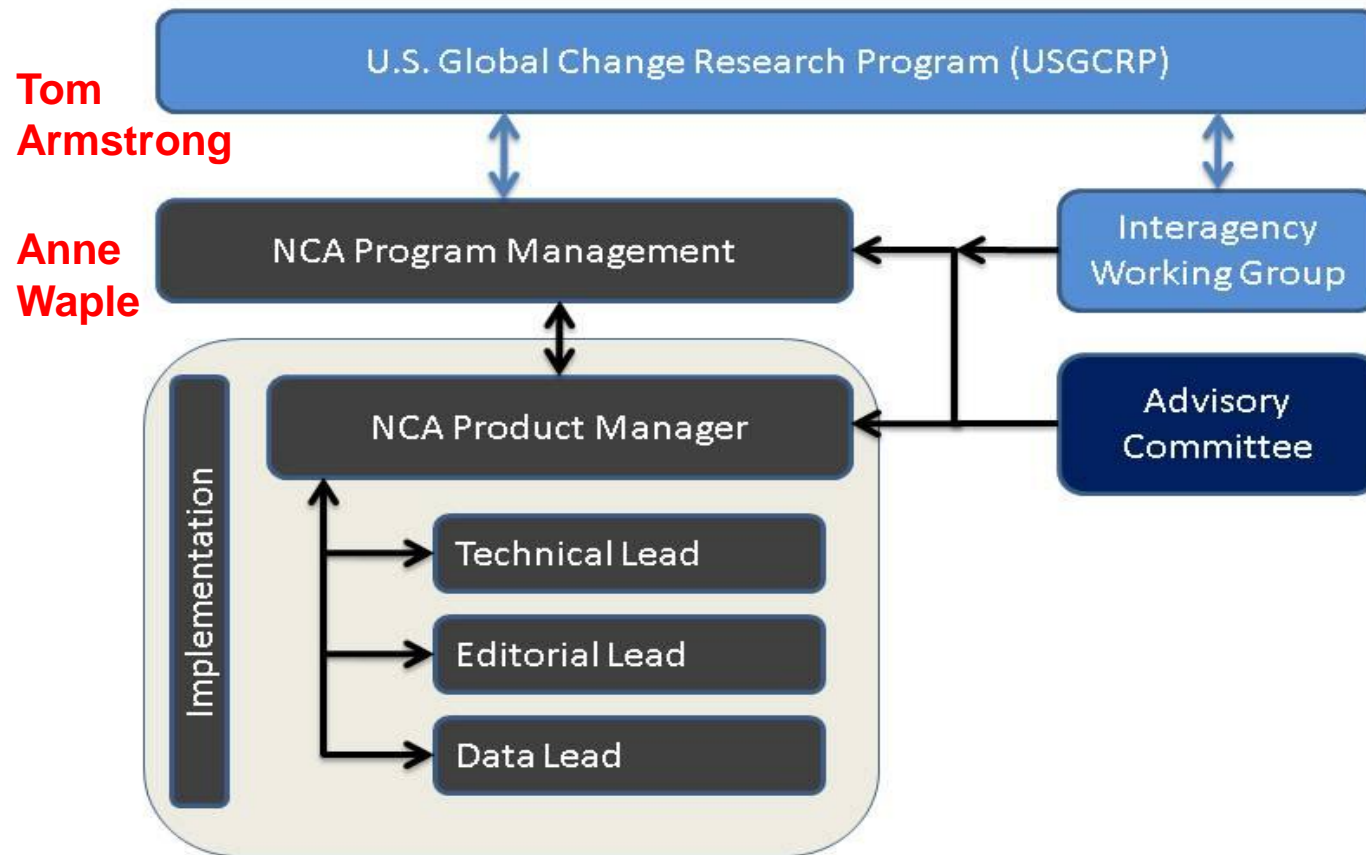 U.S. Global Change Research Program (USGCRP)
Tom
Armstrong
Anne
Waple
NCA Program Management
Interagency
Working Group
NCA Product Manager
Advisory
Committee
Implementation
Technical Lead
Editorial Lead
Data Lead